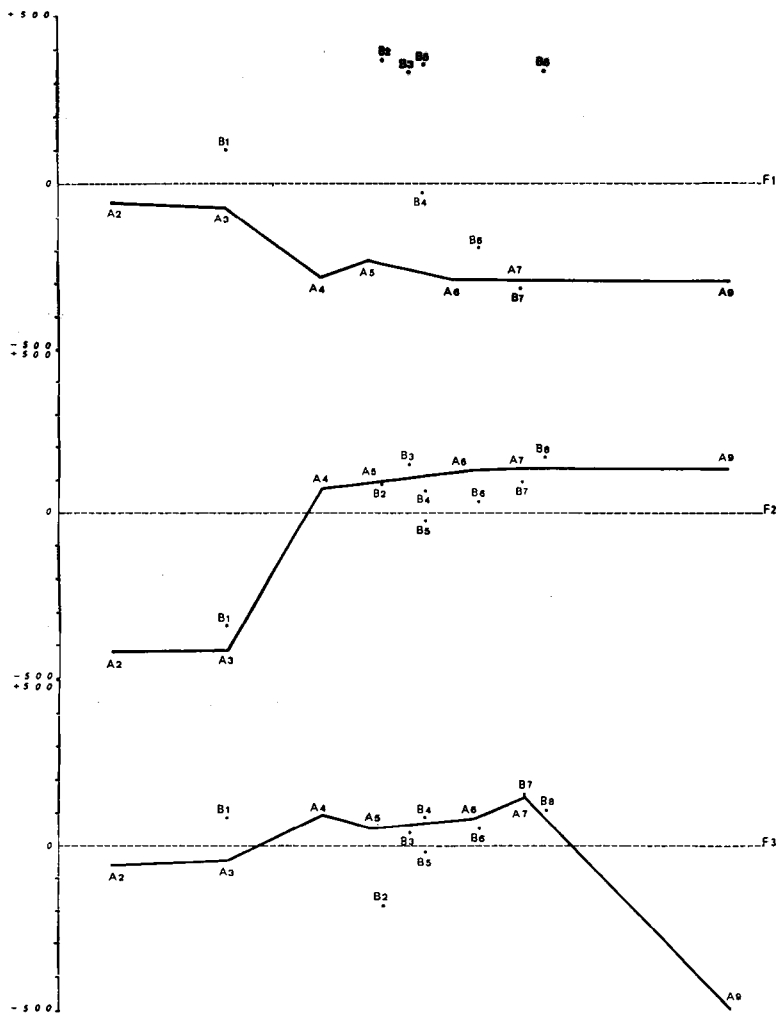 +500
B2
B3 B5
B8
B1
0 F1
B4
A2 A3
B6
A5 A7
A4 A6 B7 A9
-500
+500
B3 B8
A5 A6 A7 A9
A4 B2 B4 B6 B7
0 F2
B5
B1
A2 A3
-500
+500
B7
B1 A4 B4 A6 B8
A5 B3 B6 A7
0 F3
B5
A2 A3
B2
A9
-500